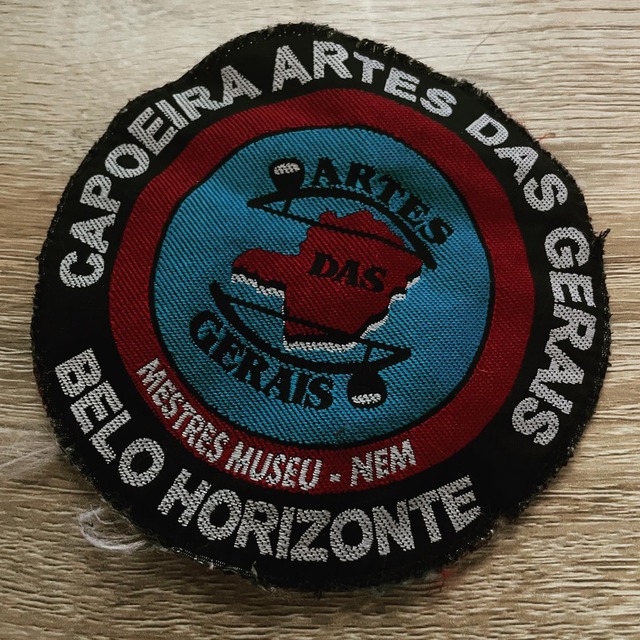 CAPOEIRA ARTES DAS GERAIS
ARTES
DAS
GERAIS
MESTRES MUSEU - NEM
BELO HORIZONTE